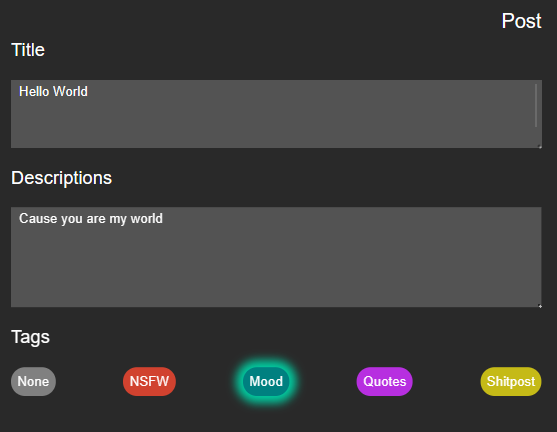 Post
Title
Hello World
Descriptions
Cause you are my world
Tags
None NSFW Mood Quotes Shitpost